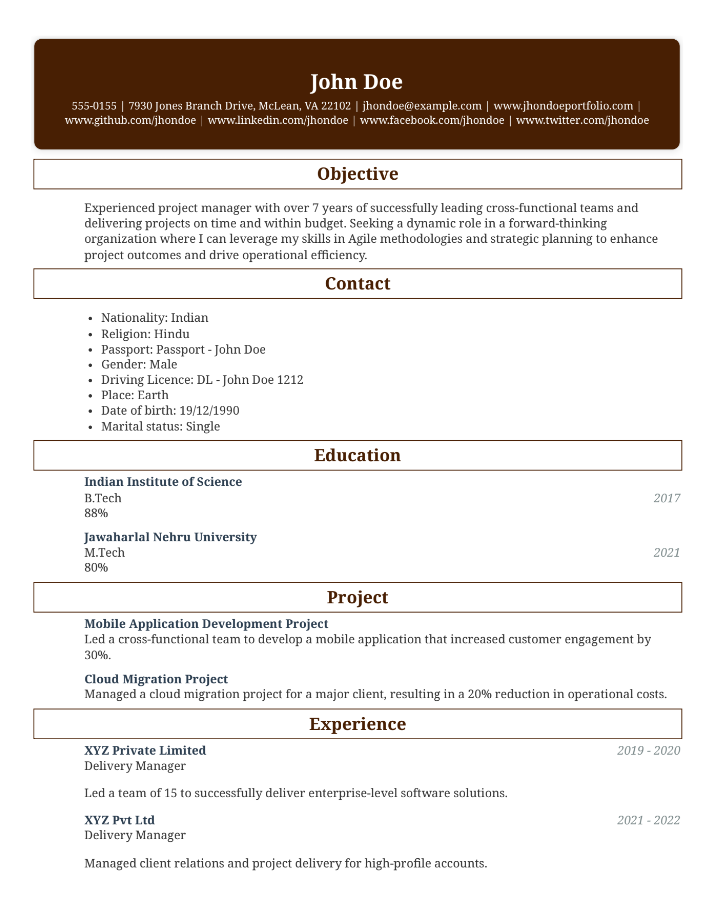 John Doe
555-0155 | 7930 Jones Branch Drive, McLean, VA 22102 | jhondoe@example.com | www.jhondoeportfolio.com |
www.github.com/jhondoe | www.linkedin.com/jhondoe | www.facebook.com/jhondoe | www.twitter.com/jhondoe
Objective
Experienced project manager with over 7 years of successfully leading cross-functional teams and
delivering projects on time and within budget. Seeking a dynamic role in a forward-thinking
organization where I can leverage my skills in Agile methodologies and strategic planning to enhance
project outcomes and drive operational efficiency.
Contact
• Nationality: Indian
• Religion: Hindu
• Passport: Passport - John Doe
• Gender: Male
• Driving Licence: DL - John Doe 1212
• Place: Earth
• Date of birth: 19/12/1990
• Marital status: Single
Education
Indian Institute of Science
B.Tech 2017
88%
Jawaharlal Nehru University
M.Tech 2021
80%
Project
Mobile Application Development Project
Led a cross-functional team to develop a mobile application that increased customer engagement by
30%.
Cloud Migration Project
Managed a cloud migration project for a major client, resulting in a 20% reduction in operational costs.
Experience
XYZ Private Limited 2019 - 2020
Delivery Manager
Led a team of 15 to successfully deliver enterprise-level software solutions.
XYZ Pvt Ltd 2021 - 2022
Delivery Manager
Managed client relations and project delivery for high-profile accounts.